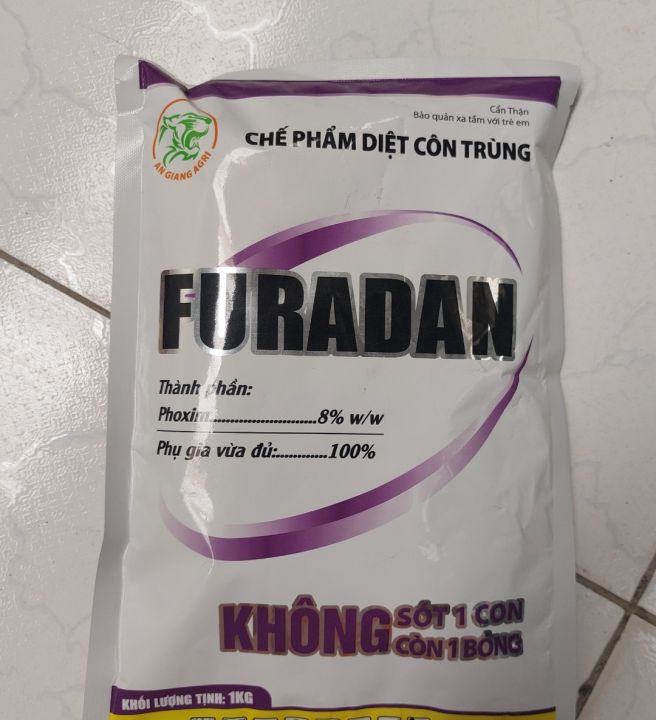 Cẩn Thận
Bảo quản xa tầm với trẻ em
AN GIANG AGRI
CHẾ PHẨM DIỆT CÔN TRÙNG
FURADAN
Thành phần:
Phoxim..........................8% w/w
Phụ gia vừa đủ:............100%
KHÔNG SÓT 1 CON
CÒN 1 BÓNG
KHỐI LƯỢNG TỊNH: 1KG